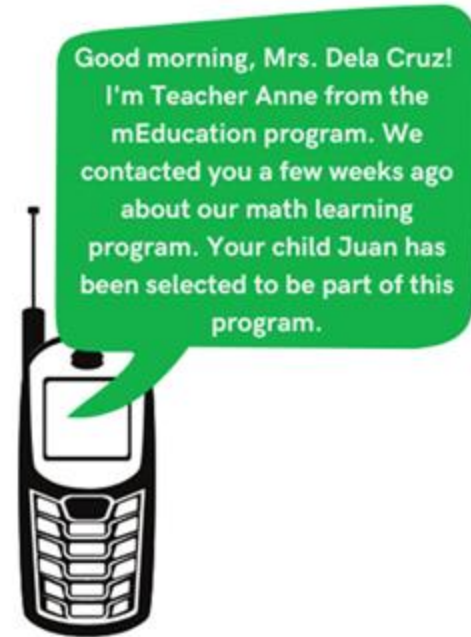 Good morning, Mrs. Dela Cruz!
I'm Teacher Anne from the
mEducation program. We
contacted you a few weeks ago
about our math learning
program. Your child Juan has
been selected to be part of this
program.